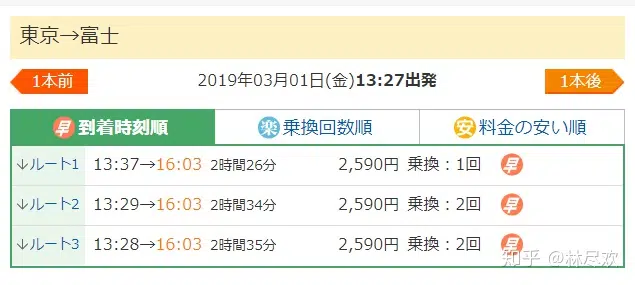 東京→富士
1本前 2019年03月01日(金)13:27出発 1本後
早 到着時刻順 楽 乗換回数順 安 料金の安い順
↓ルート1 13:37→16:03 2時間26分 2,590円 乗換：1回 早
↓ルート2 13:29→16:03 2時間34分 2,590円 乗換：2回 早
↓ルート3 13:28→16:03 2時間35分 2,590円 乗換：2回 早
知乎 @林尽欢